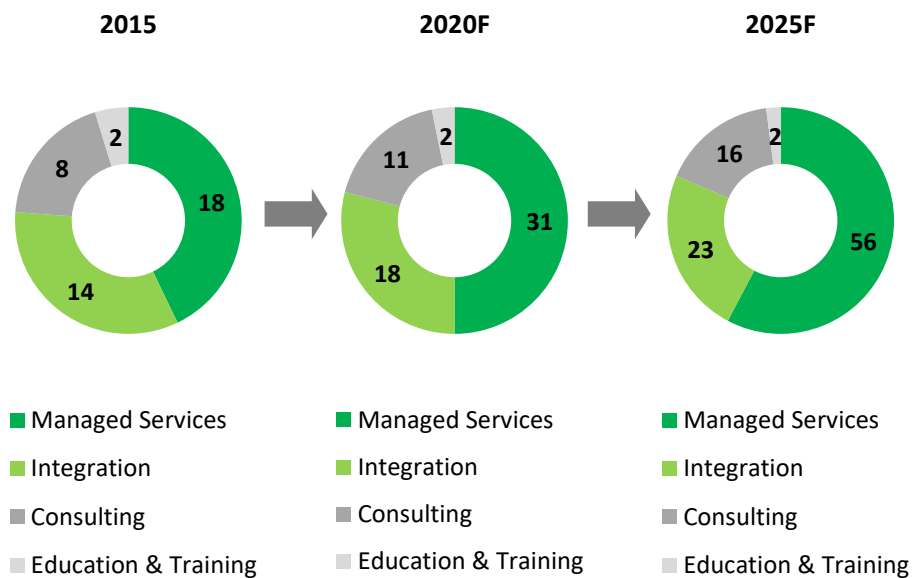 2015
2020F
2025F
2
8
18
14
2
11
31
18
2
16
56
23
Managed Services
Integration
Consulting
Education & Training
Managed Services
Integration
Consulting
Education & Training
Managed Services
Integration
Consulting
Education & Training